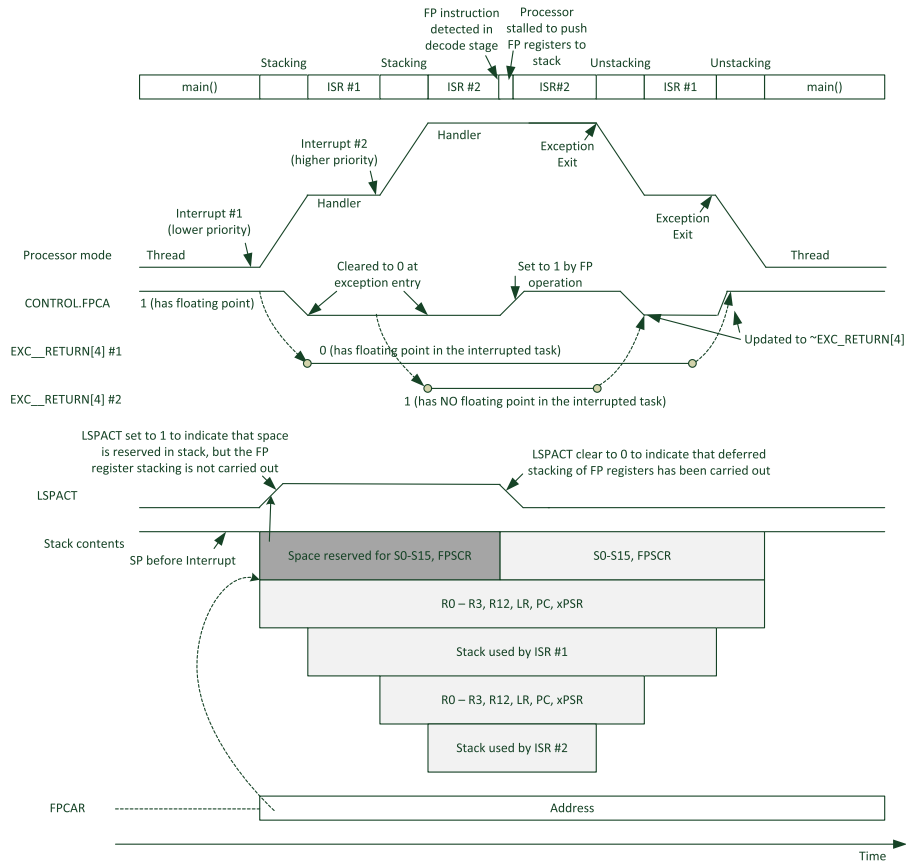 FP instruction
detected in
decode stage
Processor
stalled to push
FP registers to
stack
Stacking
Stacking
Unstacking
Unstacking
main()
ISR #1
ISR #2
ISR#2
ISR #1
main()
Handler
Interrupt #2
(higher priority)
Exception
Exit
Handler
Interrupt #1
(lower priority)
Exception
Exit
Processor mode
Thread
Thread
Cleared to 0 at
exception entry
Set to 1 by FP
operation
CONTROL.FPCA
1 (has floating point)
Updated to ~EXC_RETURN[4]
EXC__RETURN[4] #1
0 (has floating point in the interrupted task)
EXC__RETURN[4] #2
1 (has NO floating point in the interrupted task)
LSPACT set to 1 to indicate that space
is reserved in stack, but the FP
register stacking is not carried out
LSPACT clear to 0 to indicate that deferred
stacking of FP registers has been carried out
LSPACT
Stack contents
SP before Interrupt
Space reserved for S0-S15, FPSCR
S0-S15, FPSCR
R0 – R3, R12, LR, PC, xPSR
Stack used by ISR #1
R0 – R3, R12, LR, PC, xPSR
Stack used by ISR #2
FPCAR
Address
Time